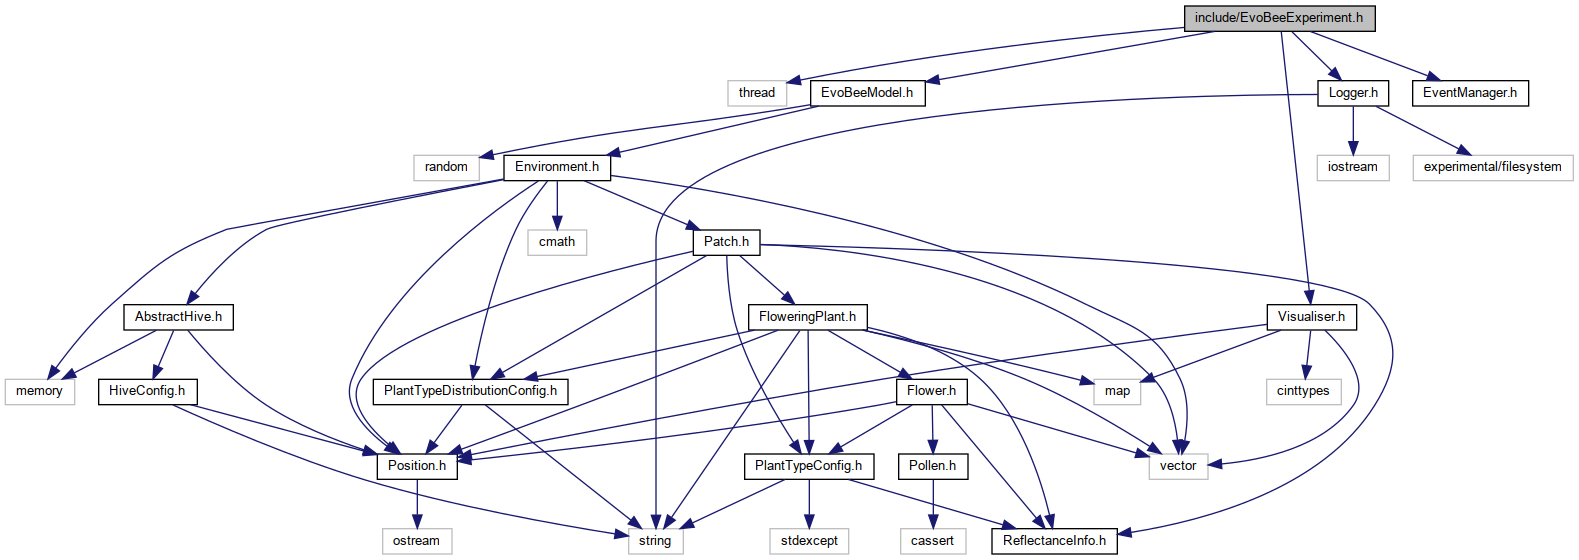 include/EvoBeeExperiment.h
thread
EvoBeeModel.h
Logger.h
EventManager.h
random
Environment.h
iostream
experimental/filesystem
cmath
Patch.h
AbstractHive.h
FloweringPlant.h
Visualiser.h
memory
HiveConfig.h
PlantTypeDistributionConfig.h
Flower.h
map
cinttypes
Position.h
PlantTypeConfig.h
Pollen.h
vector
ostream
string
stdexcept
cassert
ReflectanceInfo.h